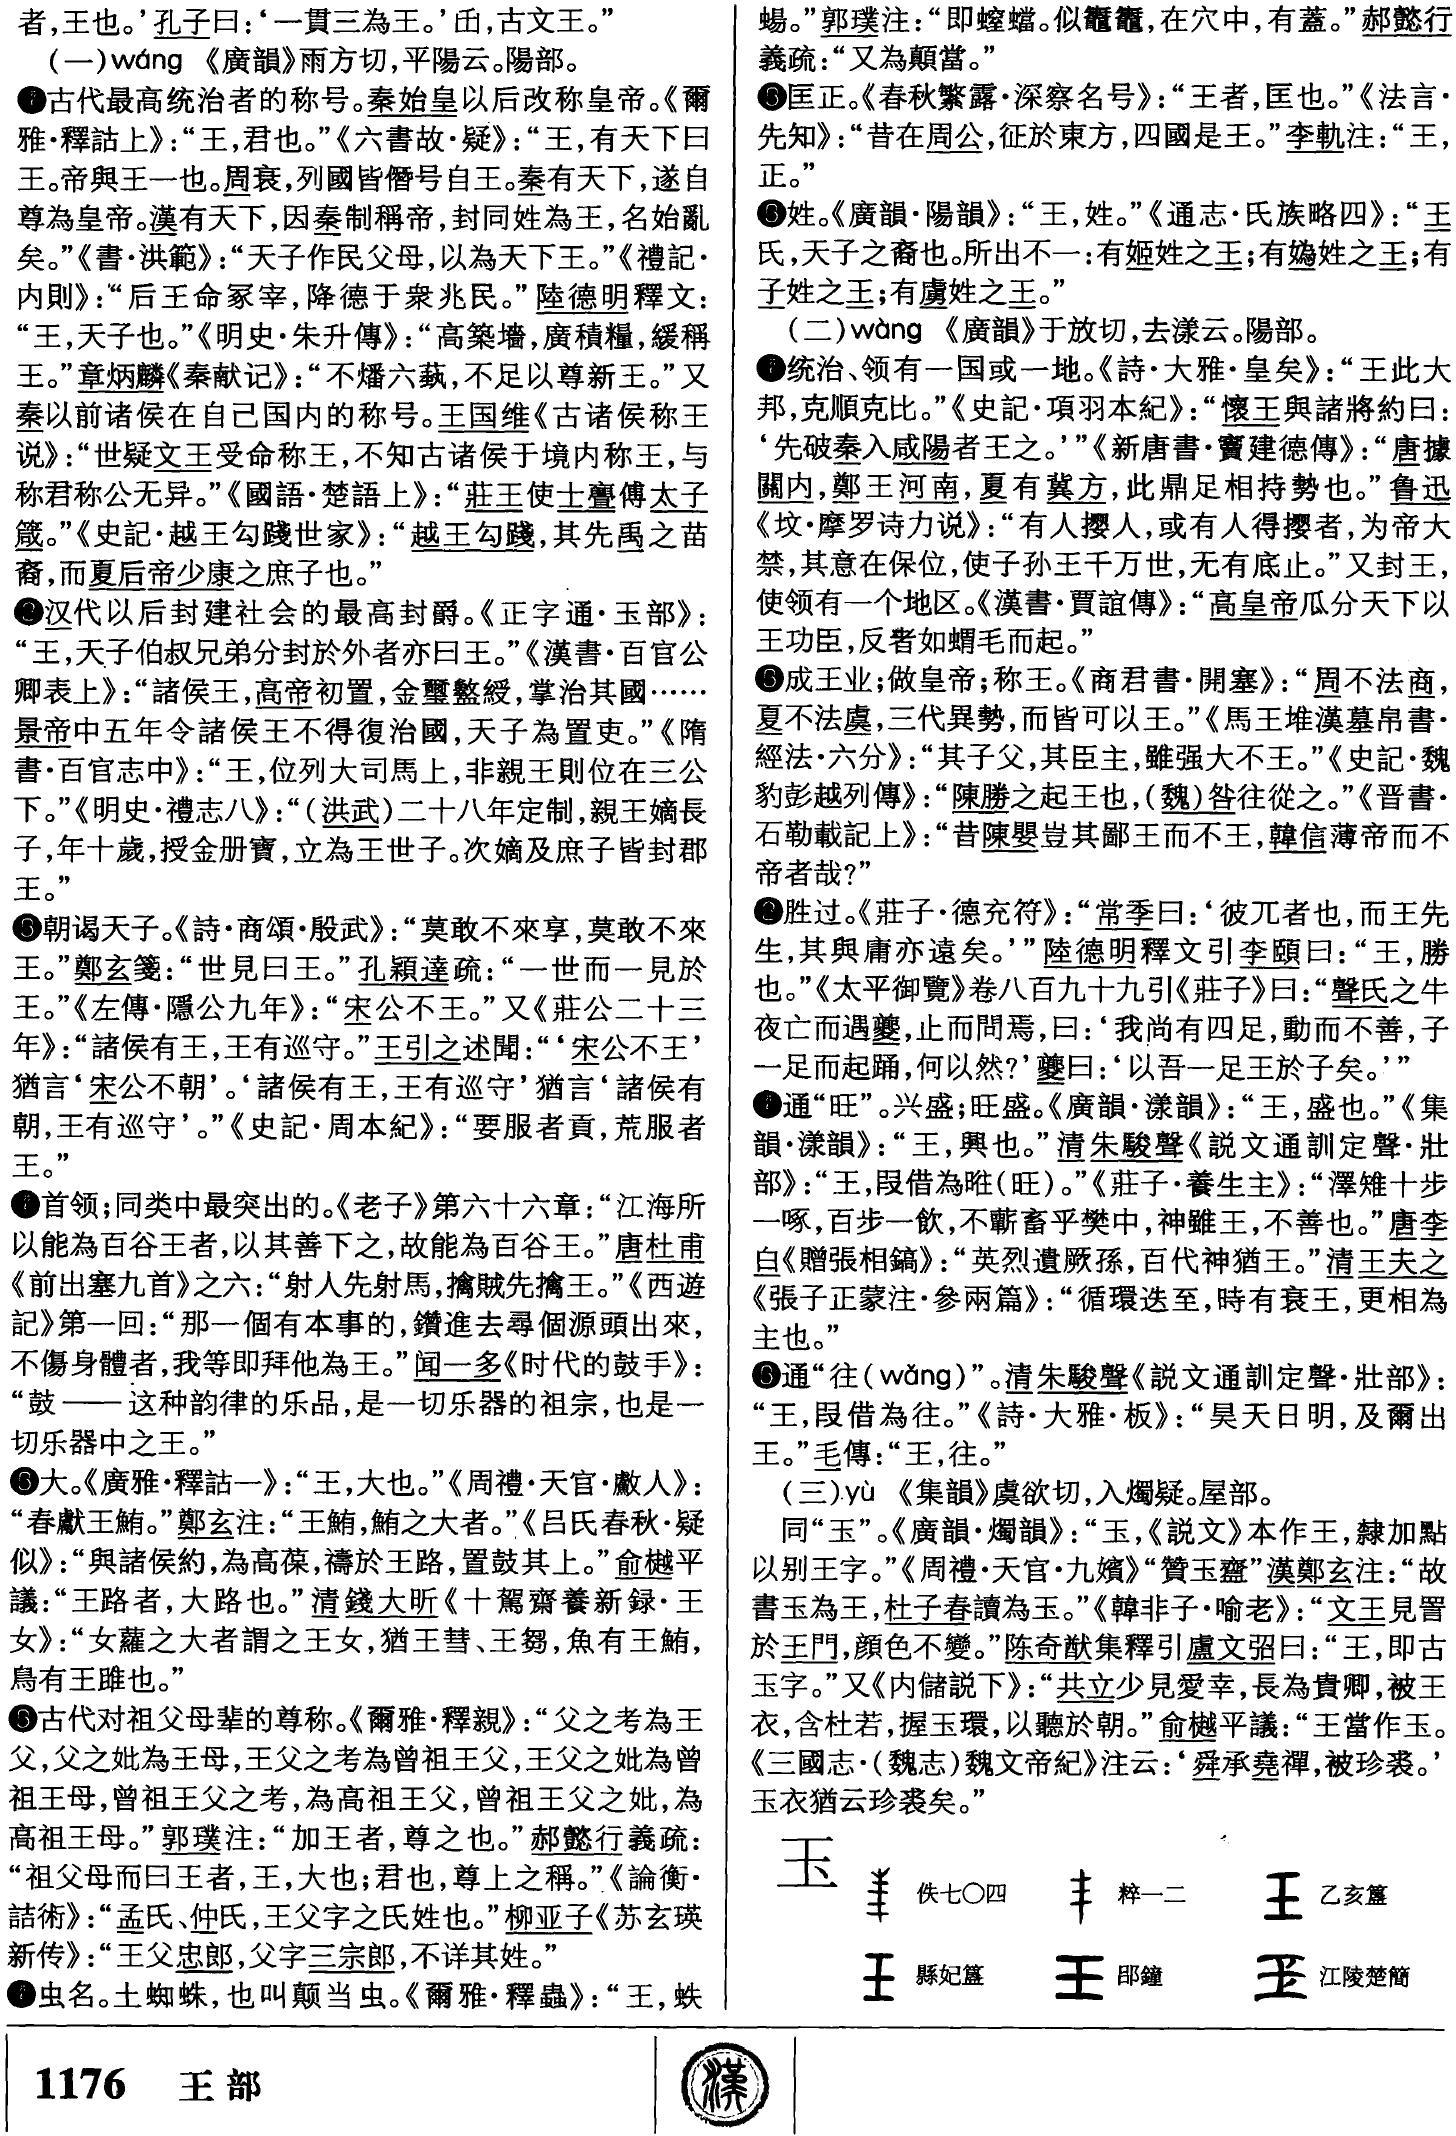 者，王也。’孔子曰：‘一貫三為王。’𠙻，古文王。”
（一）wáng 《廣韻》雨方切，平陽云。陽部。
❶古代最高统治者的称号。秦始皇以后改称皇帝。《爾
雅·釋詁上》：“王，君也。”《六書故·疑》：“王，有天下曰
王。帝與王一也。周衰，列國皆僭号自王。秦有天下，遂自
尊為皇帝。漢有天下，因秦制稱帝，封同姓為王，名始亂
矣。”《書·洪範》：“天子作民父母，以為天下王。”《禮記·
内則》：“后王命冢宰，降德于衆兆民。”陸德明釋文：
“王，天子也。”《明史·朱升傳》：“高築墻，廣積糧，緩稱
王。”章炳麟《秦献记》：“不燔六藝，不足以尊新王。”又
秦以前诸侯在自己国内的称号。王国维《古诸侯称王
说》：“世疑文王受命称王，不知古诸侯于境内称王，与
称君称公无异。”《國語·楚語上》：“莊王使士亹傅太子
箴。”《史記·越王勾踐世家》：“越王勾踐，其先禹之苗
裔，而夏后帝少康之庶子也。”
❷汉代以后封建社会的最高封爵。《正字通·玉部》：
“王，天子伯叔兄弟分封於外者亦曰王。”《漢書·百官公
卿表上》：“諸侯王，高帝初置，金璽盭綬，掌治其國……
景帝中五年令諸侯王不得復治國，天子為置吏。”《隋
書·百官志中》：“王，位列大司馬上，非親王則位在三公
下。”《明史·禮志八》：“（洪武）二十八年定制，親王嫡長
子，年十歲，授金册寶，立為王世子。次嫡及庶子皆封郡
王。”
❸朝谒天子。《詩·商頌·殷武》：“莫敢不來享，莫敢不來
王。”鄭玄箋：“世見曰王。”孔穎達疏：“一世而一見於
王。”《左傳·隱公九年》：“宋公不王。”又《莊公二十三
年》：“諸侯有王，王有巡守。”王引之述聞：“‘宋公不王’
猶言‘宋公不朝’。‘諸侯有王，王有巡守’猶言‘諸侯有
朝，王有巡守’。”《史記·周本紀》：“要服者貢，荒服者
王。”
❹首领；同类中最突出的。《老子》第六十六章：“江海所
以能為百谷王者，以其善下之，故能為百谷王。”唐杜甫
《前出塞九首》之六：“射人先射馬，擒賊先擒王。”《西遊
記》第一回：“那一個有本事的，鑽進去尋個源頭出來，
不傷身體者，我等即拜他為王。”闻一多《时代的鼓手》：
“鼓——这种韵律的乐品，是一切乐器的祖宗，也是一
切乐器中之王。”
❺大。《廣雅·釋詁一》：“王，大也。”《周禮·天官·䱷人》：
“春獻王鮪。”鄭玄注：“王鮪，鮪之大者。”《吕氏春秋·疑
似》：“與諸侯約，為高葆，禱於王路，置鼓其上。”俞樾平
議：“王路者，大路也。”清錢大昕《十駕齋養新録·王
女》：“女蘿之大者謂之王女，猶王彗、王芻，魚有王鮪，
鳥有王雎也。”
❻古代对祖父母辈的尊称。《爾雅·釋親》：“父之考為王
父，父之妣為王母，王父之考為曾祖王父，王父之妣為曾
祖王母，曾祖王父之考，為高祖王父，曾祖王父之妣，為
高祖王母。”郭璞注：“加王者，尊之也。”郝懿行義疏：
“祖父母而曰王者，王，大也；君也，尊上之稱。”《論衡·
詰術》：“孟氏、仲氏，王父字之氏姓也。”柳亚子《苏玄瑛
新传》：“王父忠郎，父字三宗郎，不详其姓。”
❼虫名。土蜘蛛，也叫颠当虫。《爾雅·釋蟲》：“王，蛈
蝪。”郭璞注：“即螲蟷。似鼅鼄，在穴中，有蓋。”郝懿行
義疏：“又為顛當。”
❽匡正。《春秋繁露·深察名号》：“王者，匡也。”《法言·
先知》：“昔在周公，征於東方，四國是王。”李軌注：“王，
正。”
❾姓。《廣韻·陽韻》：“王，姓。”《通志·氏族略四》：“王
氏，天子之裔也。所出不一：有姬姓之王；有媯姓之王；有
子姓之王；有虜姓之王。”
（二）wàng 《廣韻》于放切，去漾云。陽部。
❶统治、领有一国或一地。《詩·大雅·皇矣》：“王此大
邦，克順克比。”《史記·項羽本紀》：“懷王與諸將約曰：
‘先破秦入咸陽者王之。’”《新唐書·竇建德傳》：“唐據
關内，鄭王河南，夏有冀方，此鼎足相持勢也。”鲁迅
《坟·摩罗诗力说》：“有人撄人，或有人得撄者，为帝大
禁，其意在保位，使子孙王千万世，无有底止。”又封王，
使领有一个地区。《漢書·賈誼傳》：“高皇帝瓜分天下以
王功臣，反者如蝟毛而起。”
❷成王业；做皇帝；称王。《商君書·開塞》：“周不法商，
夏不法虞，三代異勢，而皆可以王。”《馬王堆漢墓帛書·
經法·六分》：“其子父，其臣主，雖强大不王。”《史記·魏
豹彭越列傳》：“陳勝之起王也，（魏）咎往從之。”《晋書·
石勒載記上》：“昔陳嬰豈其鄙王而不王，韓信薄帝而不
帝者哉？”
❸胜过。《莊子·德充符》：“常季曰：‘彼兀者也，而王先
生，其與庸亦遠矣。’”陸德明釋文引李頤曰：“王，勝
也。”《太平御覽》卷八百九十九引《莊子》曰：“聲氏之牛
夜亡而遇夔，止而問焉，曰：‘我尚有四足，動而不善，子
一足而起踊，何以然？’夔曰：‘以吾一足王於子矣。’”
❹通“旺”。兴盛；旺盛。《廣韻·漾韻》：“王，盛也。”《集
韻·漾韻》：“王，興也。”清朱駿聲《説文通訓定聲·壯
部》：“王，叚借為暀（旺）。”《莊子·養生主》：“澤雉十步
一啄，百步一飲，不蘄畜乎樊中，神雖王，不善也。”唐李
白《贈張相鎬》：“英烈遺厥孫，百代神猶王。”清王夫之
《張子正蒙注·參兩篇》：“循環迭至，時有衰王，更相為
主也。”
❺通“往（wǎng）”。清朱駿聲《説文通訓定聲·壯部》：
“王，叚借為往。”《詩·大雅·板》：“昊天日明，及爾出
王。”毛傳：“王，往。”
（三）yù 《集韻》虞欲切，入燭疑。屋部。
同“玉”。《廣韻·燭韻》：“玉，《説文》本作王，隸加點
以别王字。”《周禮·天官·九嬪》“贊玉齍”漢鄭玄注：“故
書玉為王，杜子春讀為玉。”《韓非子·喻老》：“文王見詈
於王門，顔色不變。”陈奇猷集釋引盧文弨曰：“王，即古
玉字。”又《内儲説下》：“共立少見愛幸，長為貴卿，被王
衣，含杜若，握玉環，以聽於朝。”俞樾平議：“王當作玉。
《三國志·（魏志）魏文帝紀》注云：‘舜承堯禪，被珍裘。’
玉衣猶云珍裘矣。”
玉 佚七〇四 粹一二 乙亥簋
縣妃簋 郘鐘 江陵楚簡
1176 王部 漢